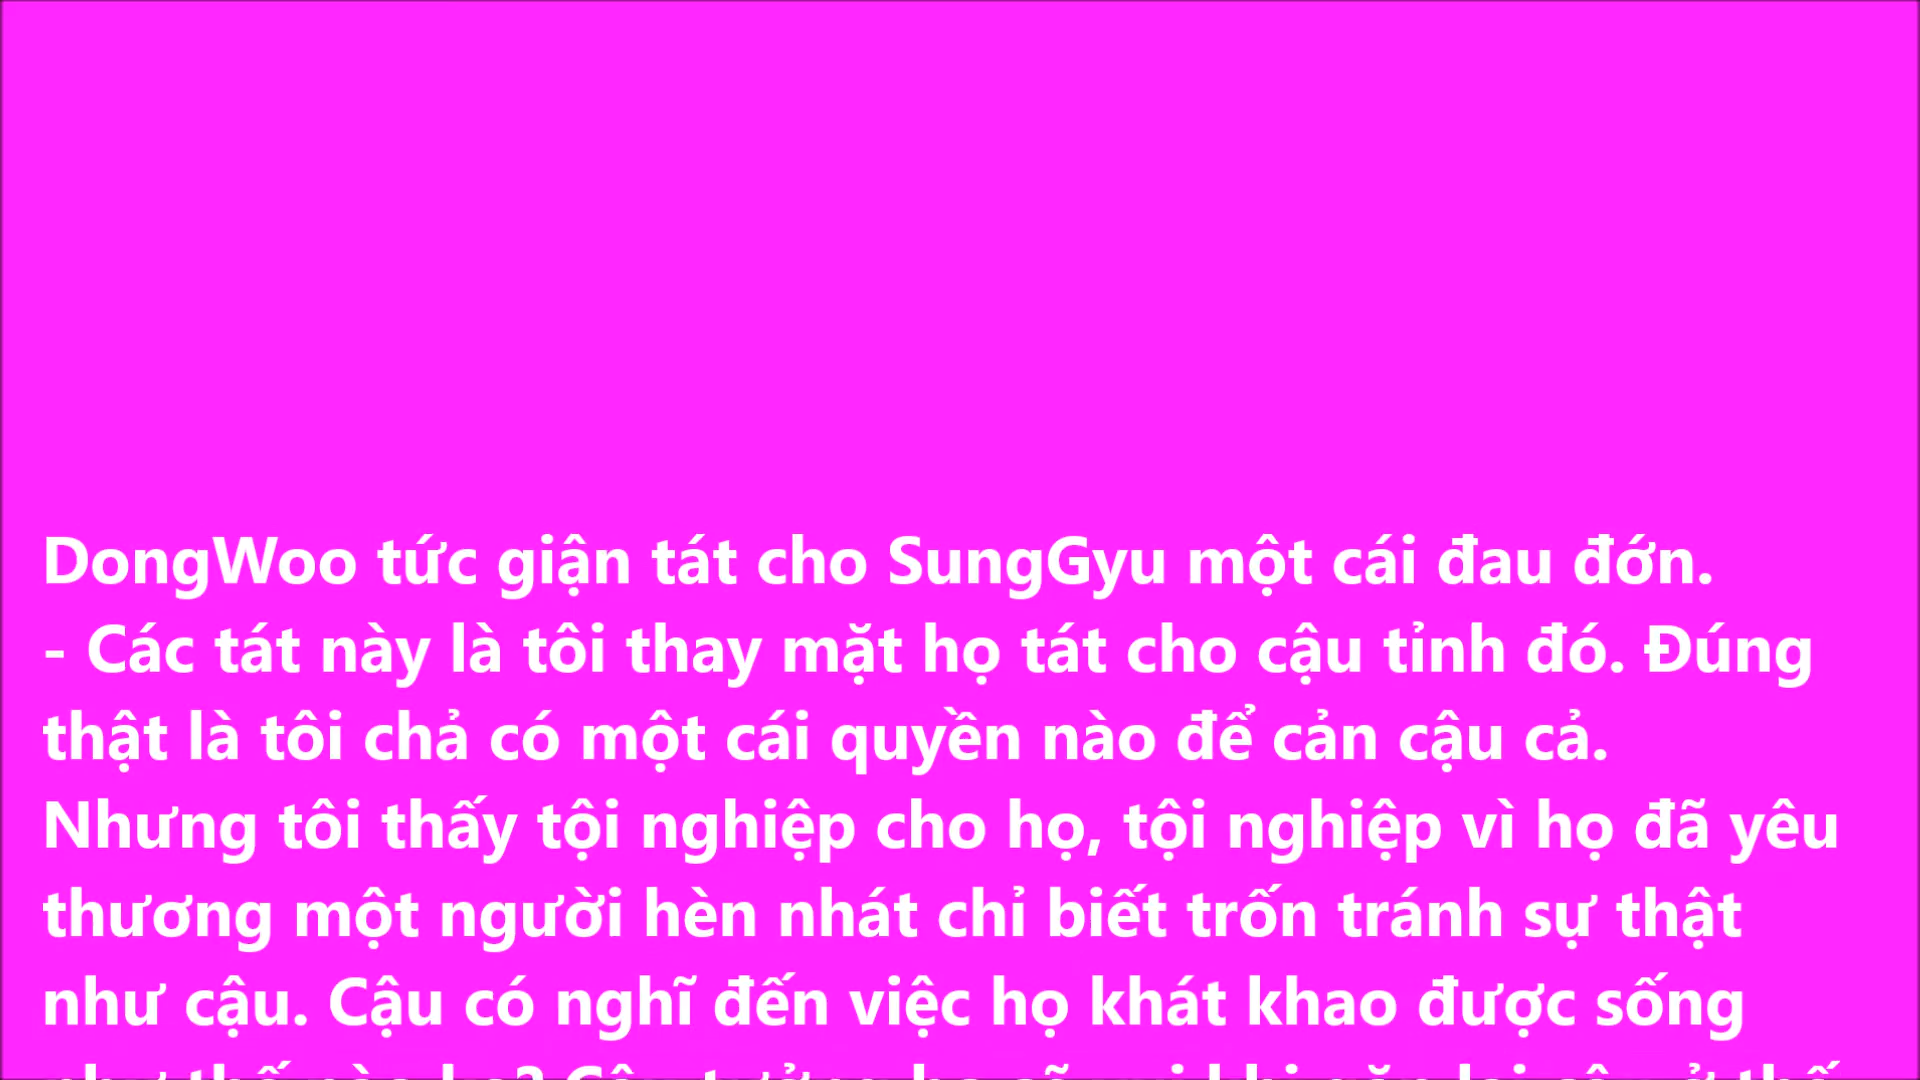 DongWoo tức giận tát cho SungGyu một cái đau đớn.
- Các tát này là tôi thay mặt họ tát cho cậu tỉnh đó. Đúng
thật là tôi chả có một cái quyền nào để cản cậu cả.
Nhưng tôi thấy tội nghiệp cho họ, tội nghiệp vì họ đã yêu
thương một người hèn nhát chỉ biết trốn tránh sự thật
như cậu. Cậu có nghĩ đến việc họ khát khao được sống